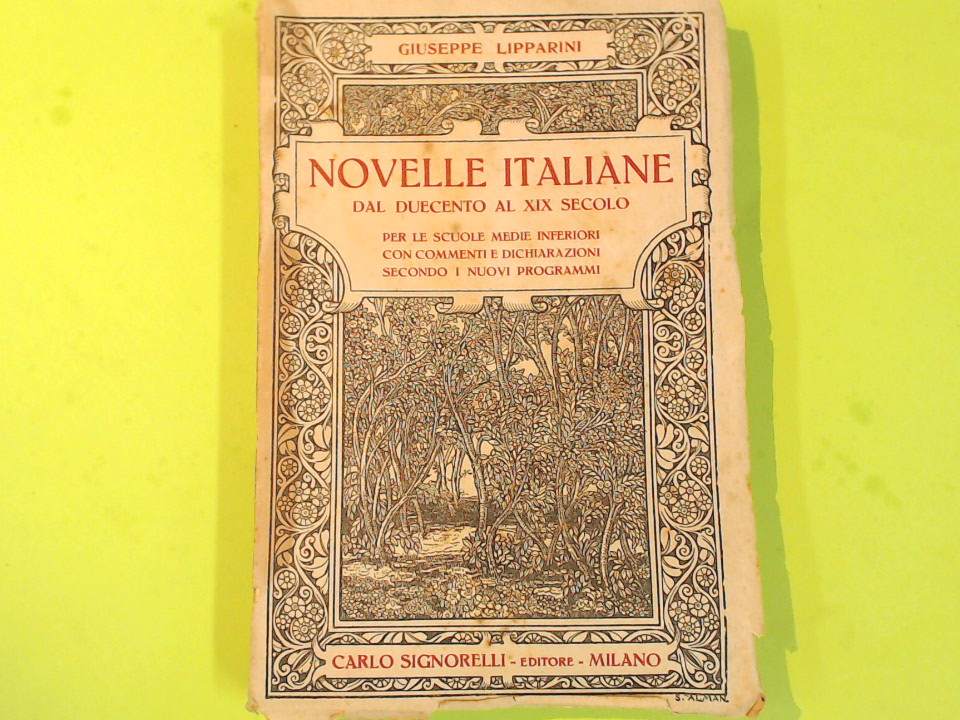 GIUSEPPE LIPPARINI
NOVELLE ITALIANE
DAL DUECENTO AL XIX SECOLO
PER LE SCUOLE MEDIE INFERIORI
CON COMMENTI E DICHIARAZIONI
SECONDO I NUOVI PROGRAMMI
CARLO SIGNORELLI - EDITORE - MILANO
S. ALMAN.